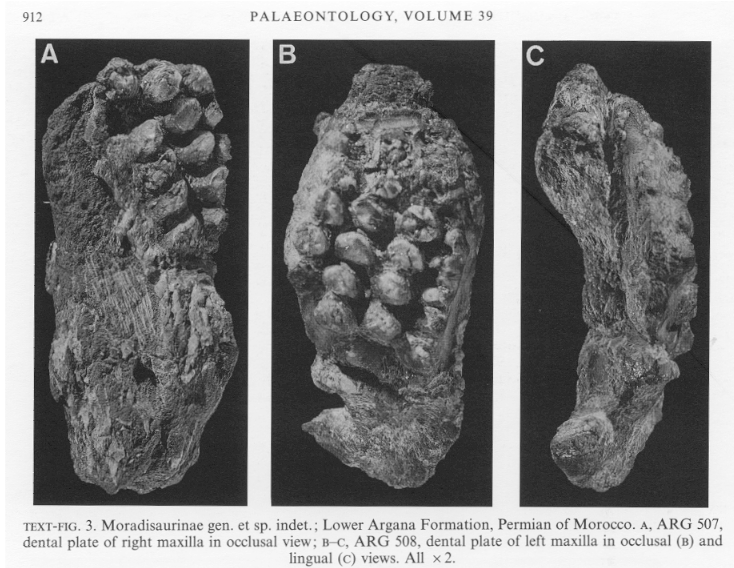 912
PALAEONTOLOGY, VOLUME 39
A
B
C
TEXT-FIG. 3. Moradisaurinae gen. et sp. indet.; Lower Argana Formation, Permian of Morocco. A, ARG 507,
dental plate of right maxilla in occlusal view; B–C, ARG 508, dental plate of left maxilla in occlusal (B) and
lingual (C) views. All × 2.